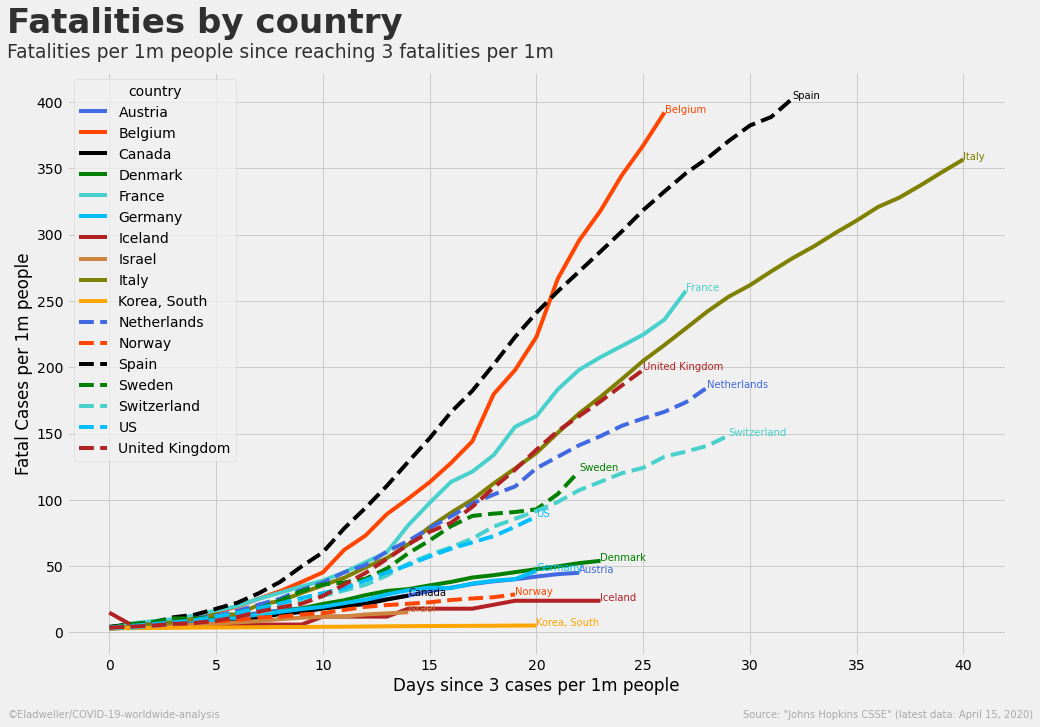 Fatalities by country
Fatalities per 1m people since reaching 3 fatalities per 1m
country
Austria
Belgium
Canada
Denmark
France
Germany
Iceland
Israel
Italy
Korea, South
Netherlands
Norway
Spain
Sweden
Switzerland
US
United Kingdom
Fatal Cases per 1m people
400
350
300
250
200
150
100
50
0
Spain
Belgium
Italy
France
United Kingdom
Netherlands
Switzerland
Sweden
US
Denmark
Germany
Austria
Canada
Norway
Iceland
Israel
Korea, South
0 5 10 15 20 25 30 35 40
Days since 3 cases per 1m people
©Eladweller/COVID-19-worldwide-analysis
Source: "Johns Hopkins CSSE" (latest data: April 15, 2020)